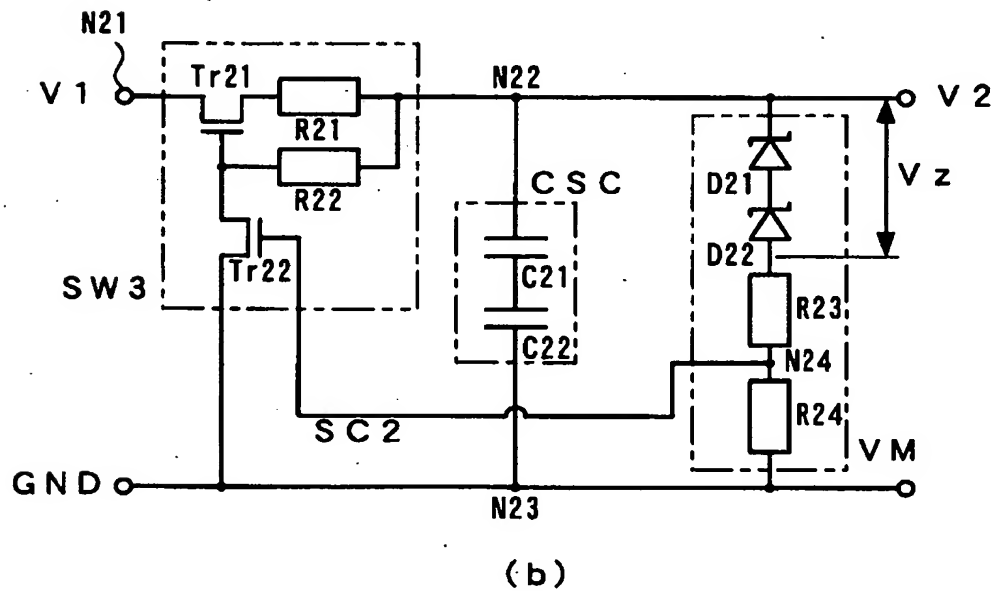 N21
V1
Tr21
R21
R22
Tr22
SW3
N22
CSC
C21
C22
V2
Vz
D21
D22
R23
N24
R24
VM
SC2
GND
N23
(b)